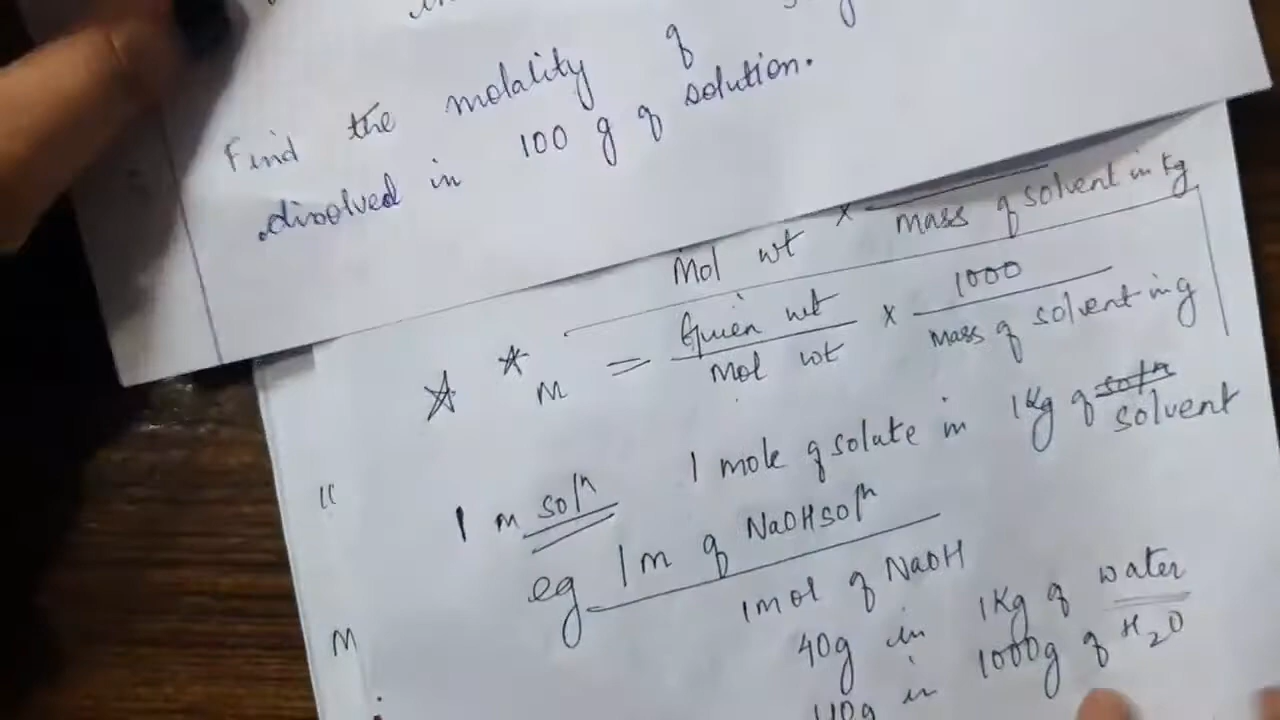 Find the molality of
dissolved in 100 g of solution.
Mol wt × mass of solvent in Kg
m = Given wt / Mol wt × 1000 / Mass of solvent in g
1 m soln 1 mole of solute in 1Kg of soln solvent
eg 1m of NaOH soln
1mol of NaOH
40g in 1Kg of water
M
40g in 1000g of H2O